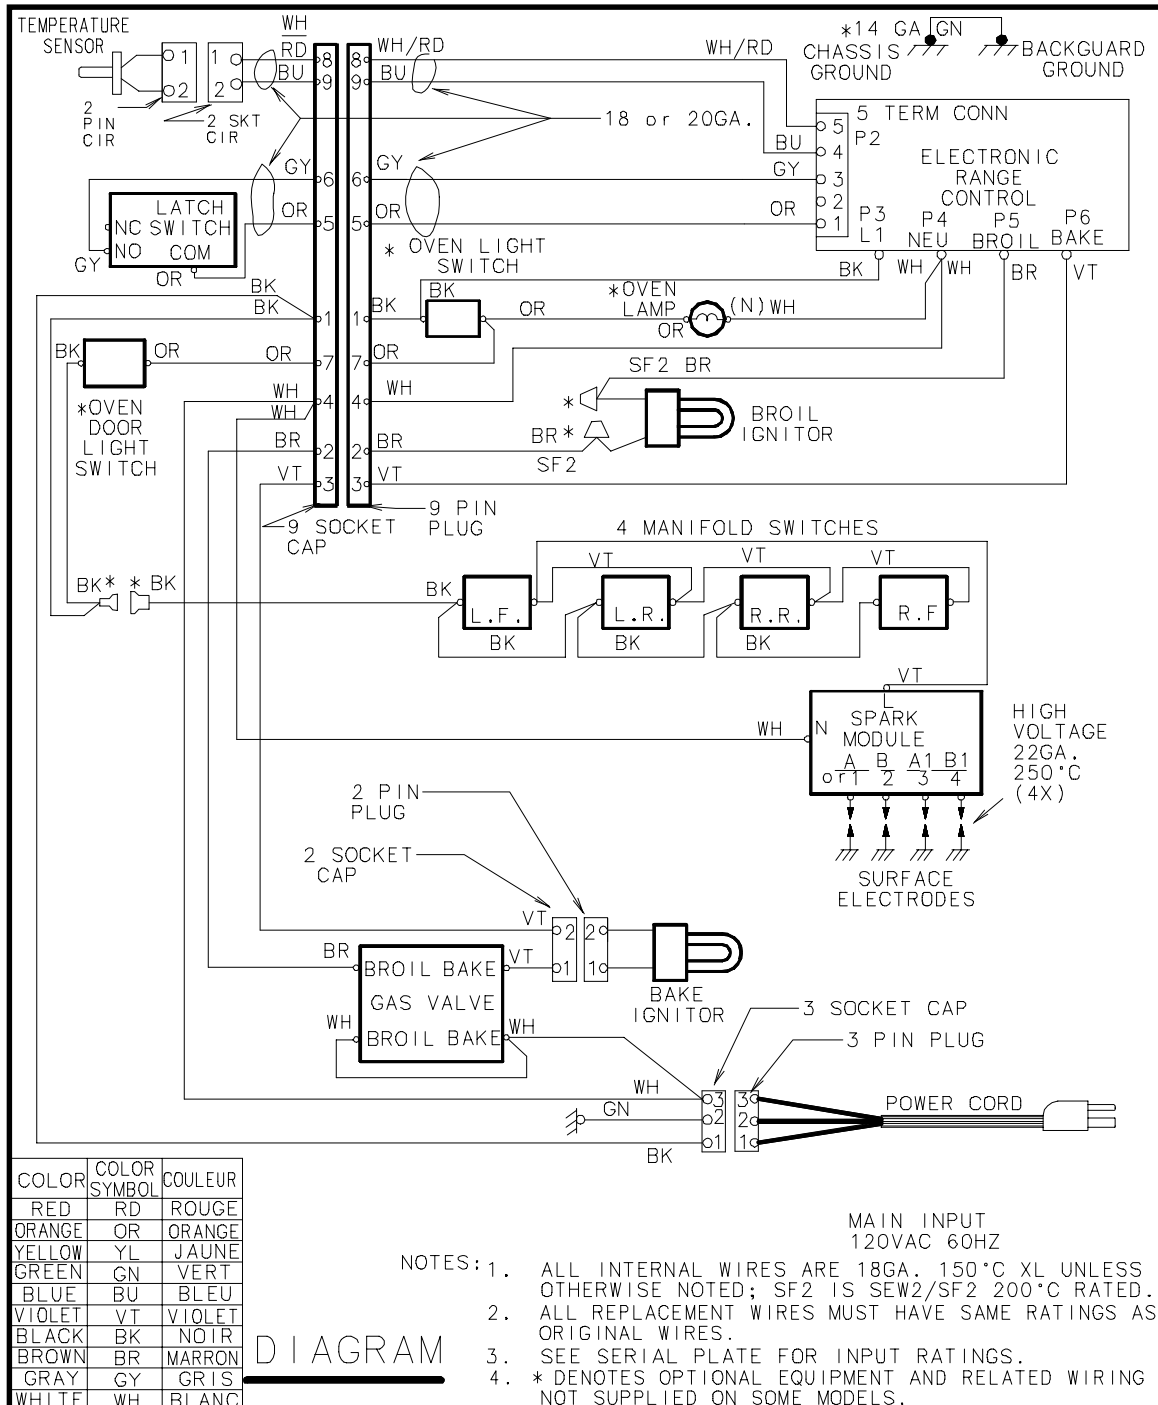 TEMPERATURE
SENSOR
WH
RD
BU
1
2
1
2
2
PIN
CIR
2 SKT
CIR
8
9
8
9
WH/RD
BU
WH/RD
18 or 20GA.
*14 GA GN
CHASSIS
GROUND
BACKGUARD
GROUND
5 TERM CONN
5
P2
BU
4
ELECTRONIC
RANGE
CONTROL
GY
3
2
OR
1
P3
L1
P4
NEU
P5
BROIL
P6
BAKE
BK
WH
WH
BR
VT
GY
6
6
GY
OR
5
5
OR
LATCH
NC SWITCH
NO COM
GY
OR
* OVEN LIGHT
SWITCH
BK
BK
BK
1
1
BK
OR
*OVEN
LAMP
OR
(N) WH
BK
OR
OR
7
7
OR
*OVEN
DOOR
LIGHT
SWITCH
WH
4
4
WH
WH
SF2 BR
*
BR*
SF2
BROIL
IGNITOR
BR
2
2
BR
VT
3
3
VT
9 SOCKET
CAP
9 PIN
PLUG
4 MANIFOLD SWITCHES
BK*
* BK
BK
VT
VT
VT
L.F.
L.R.
R.R.
R.F
BK
BK
BK
VT
L
WH
N
SPARK
MODULE
A B A1 B1
or 1 2 3 4
HIGH
VOLTAGE
22GA.
250°C
(4X)
SURFACE
ELECTRODES
2 PIN
PLUG
2 SOCKET
CAP
VT
2
2
1
1
BAKE
IGNITOR
BR
BROIL BAKE
VT
GAS VALVE
WH
BROIL BAKE
WH
3 SOCKET CAP
3 PIN PLUG
WH
3
3
GN
2
2
BK
1
1
POWER CORD
COLOR COLOR SYMBOL COULEUR
RED RD ROUGE
ORANGE OR ORANGE
YELLOW YL JAUNE
GREEN GN VERT
BLUE BU BLEU
VIOLET VT VIOLET
BLACK BK NOIR
BROWN BR MARRON
GRAY GY GRIS
WHITE WH BLANC
DIAGRAM
MAIN INPUT
120VAC 60HZ
NOTES: 1. ALL INTERNAL WIRES ARE 18GA. 150°C XL UNLESS
OTHERWISE NOTED; SF2 IS SEW2/SF2 200°C RATED.
2. ALL REPLACEMENT WIRES MUST HAVE SAME RATINGS AS
ORIGINAL WIRES.
3. SEE SERIAL PLATE FOR INPUT RATINGS.
4. * DENOTES OPTIONAL EQUIPMENT AND RELATED WIRING
NOT SUPPLIED ON SOME MODELS.